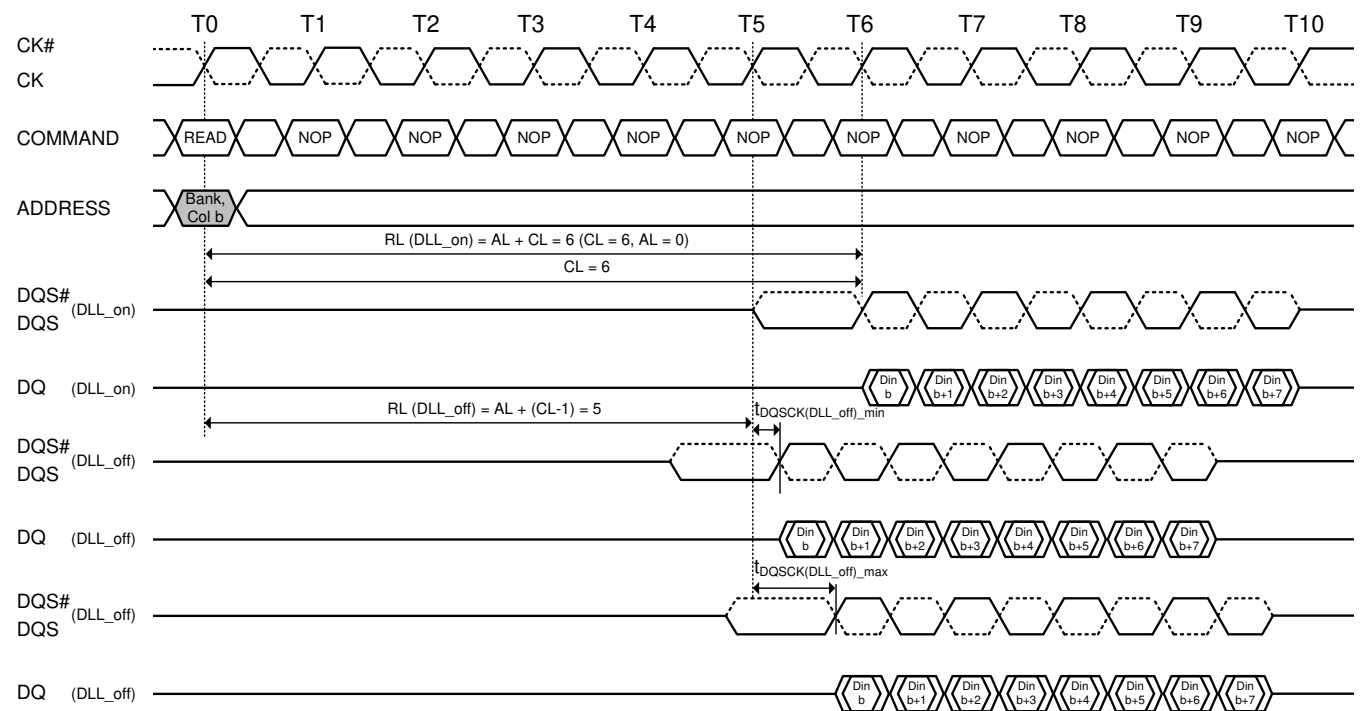 T0 T1 T2 T3 T4 T5 T6 T7 T8 T9 T10
CK#
CK
COMMAND READ NOP NOP NOP NOP NOP NOP NOP NOP NOP NOP
ADDRESS Bank,
Col b
RL (DLL_on) = AL + CL = 6 (CL = 6, AL = 0)
CL = 6
DQS# (DLL_on)
DQS
DQ (DLL_on) Din Din Din Din Din Din Din Din
b b+1 b+2 b+3 b+4 b+5 b+6 b+7
RL (DLL_off) = AL + (CL-1) = 5 tDQSCK(DLL_off)_min
DQS# (DLL_off)
DQS
DQ (DLL_off) Din Din Din Din Din Din Din Din
b b+1 b+2 b+3 b+4 b+5 b+6 b+7
tDQSCK(DLL_off)_max
DQS# (DLL_off)
DQS
DQ (DLL_off) Din Din Din Din Din Din Din Din
b b+1 b+2 b+3 b+4 b+5 b+6 b+7